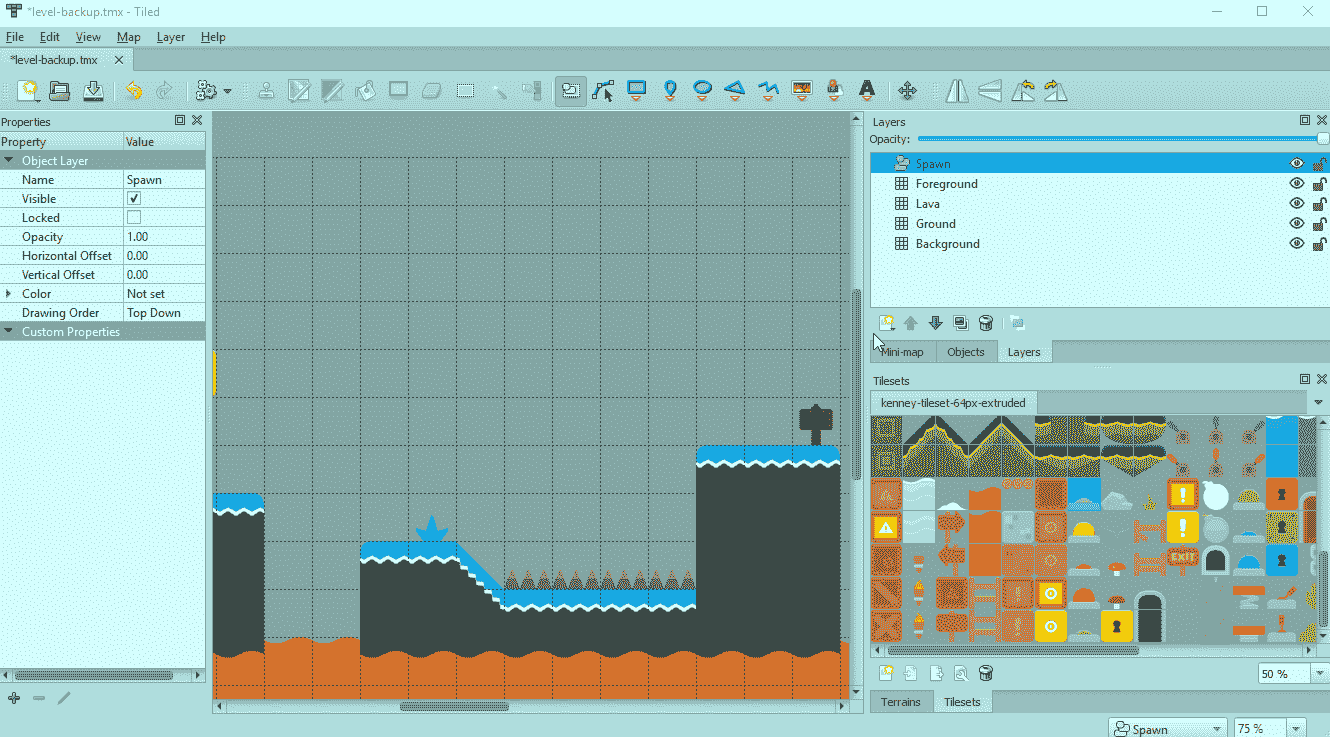 *level-backup.tmx - Tiled
File Edit View Map Layer Help
*level-backup.tmx
Properties
Property Value
Object Layer
Name Spawn
Visible
Locked
Opacity 1.00
Horizontal Offset 0.00
Vertical Offset 0.00
Color Not set
Drawing Order Top Down
Custom Properties
Layers
Opacity:
Spawn
Foreground
Lava
Ground
Background
Mini-map Objects Layers
Tilesets
kenney-tileset-64px-extruded
EXIT
50 %
Terrains Tilesets
Spawn 75 %